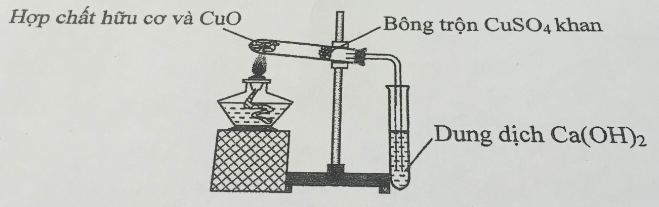 Hợp chất hữu cơ và CuO
Bông trộn CuSO₄ khan
Dung dịch Ca(OH)₂